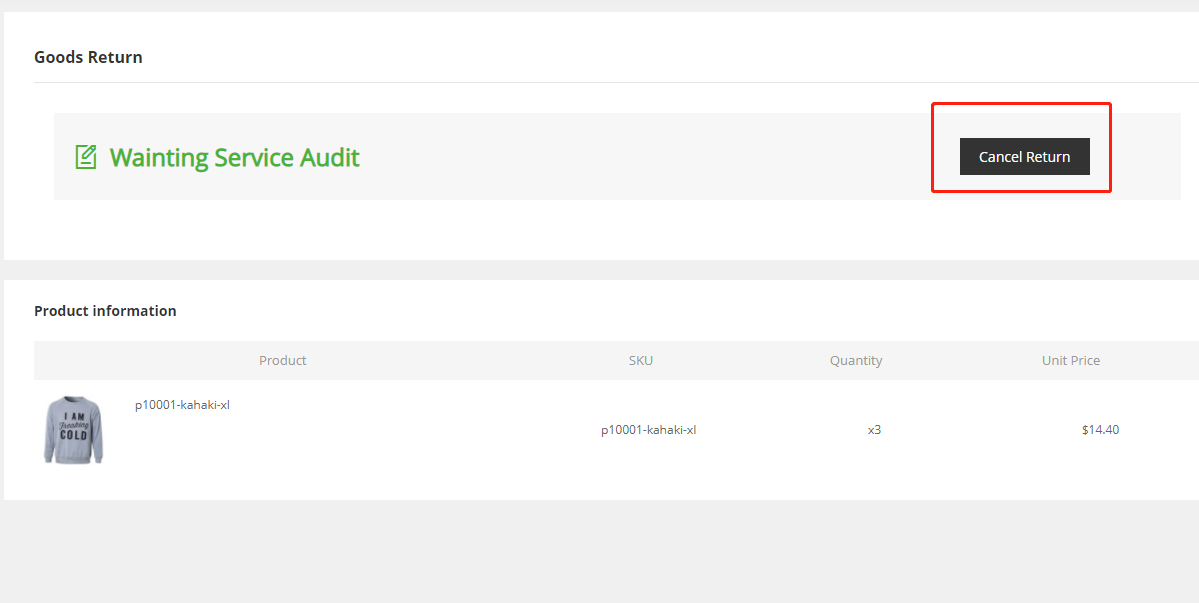 Goods Return
Wainting Service Audit
Cancel Return
Product information
Product SKU Quantity Unit Price
I AM
Freaking
COLD
p10001-kahaki-xl
p10001-kahaki-xl x3 $14.40